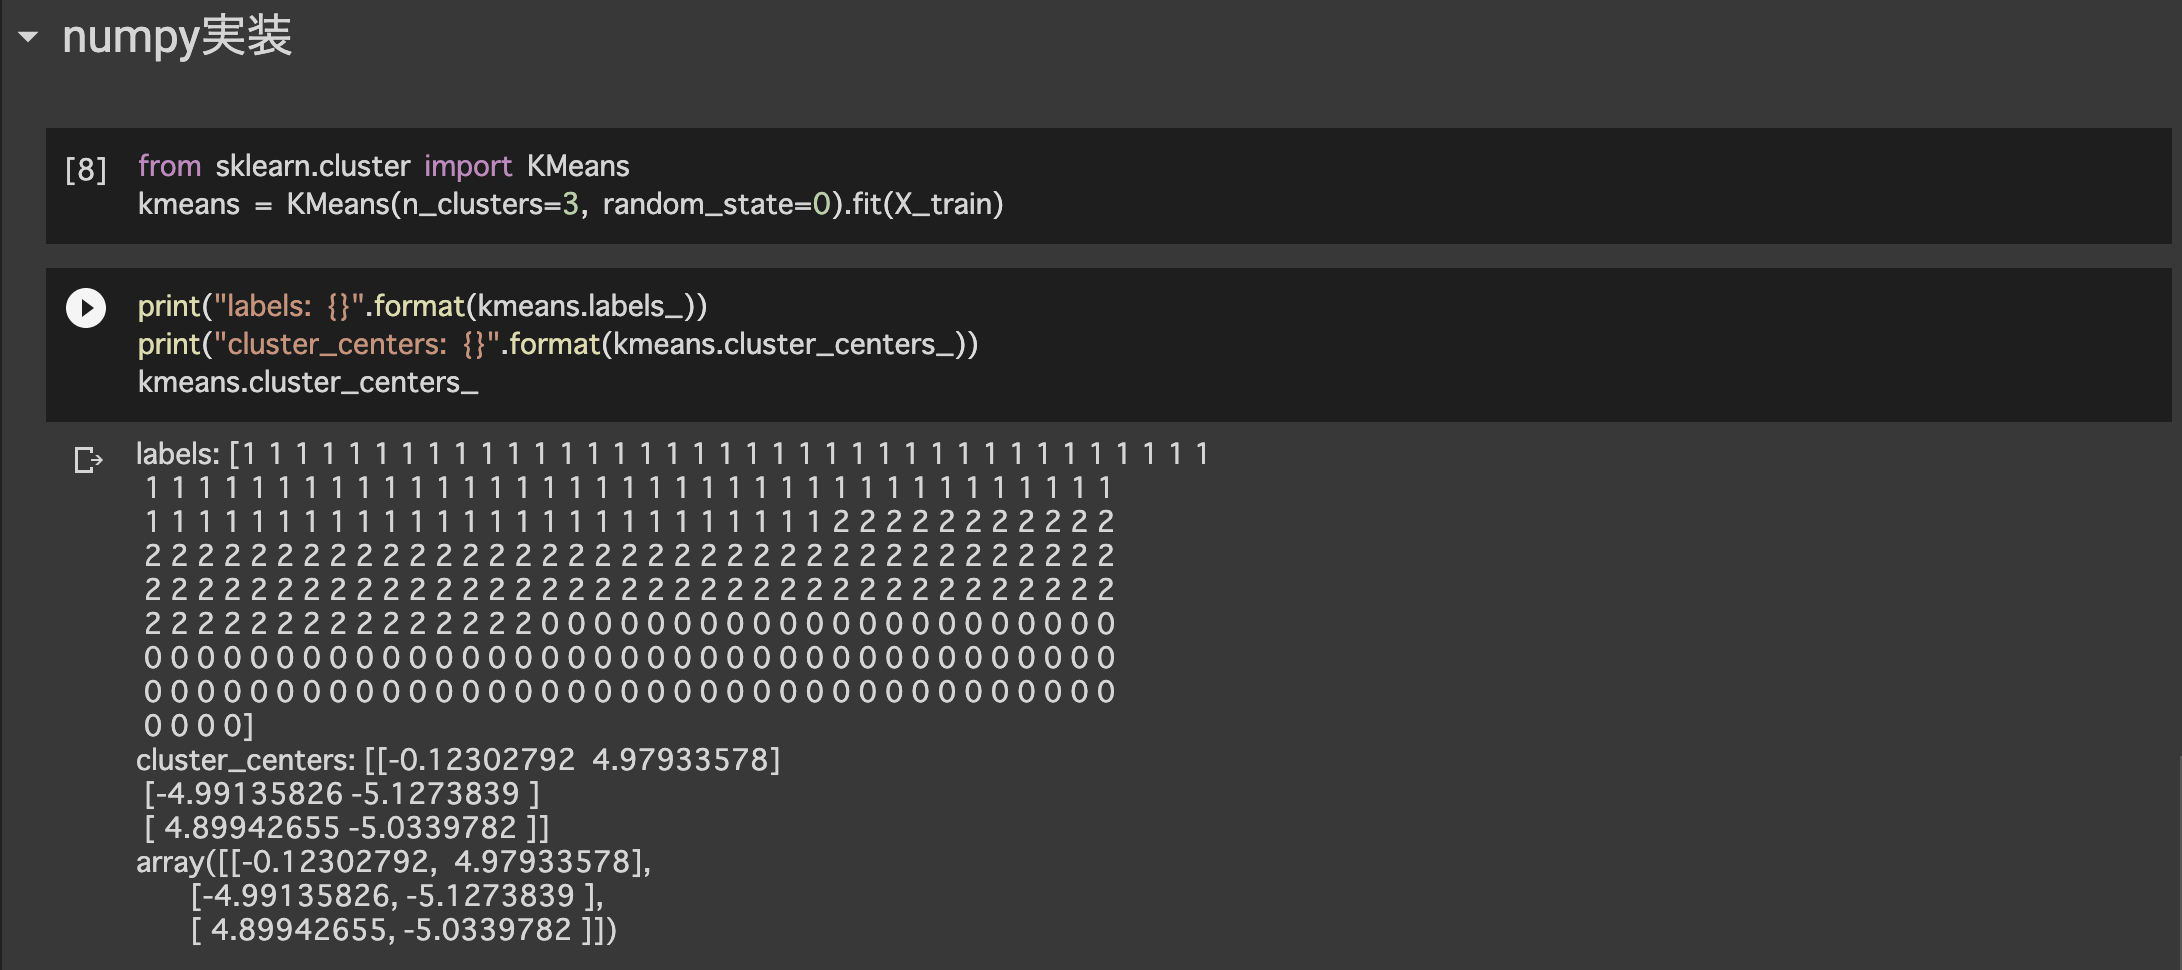 numpy実装
[8] from sklearn.cluster import KMeans
kmeans = KMeans(n_clusters=3, random_state=0).fit(X_train)
print("labels: {}".format(kmeans.labels_))
print("cluster_centers: {}".format(kmeans.cluster_centers_))
kmeans.cluster_centers_
labels: [1 1 1 1 1 1 1 1 1 1 1 1 1 1 1 1 1 1 1 1 1 1 1 1 1 1 1 1 1 1 1 1 1 1 1 1 1
1 1 1 1 1 1 1 1 1 1 1 1 1 1 1 1 1 1 1 1 1 1 1 1 1 1 1 1 1 1 1 1 1 1 1 1 1
1 1 1 1 1 1 1 1 1 1 1 1 1 1 1 1 1 1 1 1 1 1 1 1 1 1 2 2 2 2 2 2 2 2 2 2 2
2 2 2 2 2 2 2 2 2 2 2 2 2 2 2 2 2 2 2 2 2 2 2 2 2 2 2 2 2 2 2 2 2 2 2 2 2
2 2 2 2 2 2 2 2 2 2 2 2 2 2 2 2 2 2 2 2 2 2 2 2 2 2 2 2 2 2 2 2 2 2 2 2 2
2 2 2 2 2 2 2 2 2 2 2 2 2 2 2 0 0 0 0 0 0 0 0 0 0 0 0 0 0 0 0 0 0 0 0 0 0
0 0 0 0 0 0 0 0 0 0 0 0 0 0 0 0 0 0 0 0 0 0 0 0 0 0 0 0 0 0 0 0 0 0 0 0 0
0 0 0 0 0 0 0 0 0 0 0 0 0 0 0 0 0 0 0 0 0 0 0 0 0 0 0 0 0 0 0 0 0 0 0 0 0
0 0 0 0]
cluster_centers: [[-0.12302792  4.97933578]
[-4.99135826 -5.1273839 ]
[ 4.89942655 -5.0339782 ]]
array([[-0.12302792,  4.97933578],
[-4.99135826, -5.1273839 ],
[ 4.89942655, -5.0339782 ]])